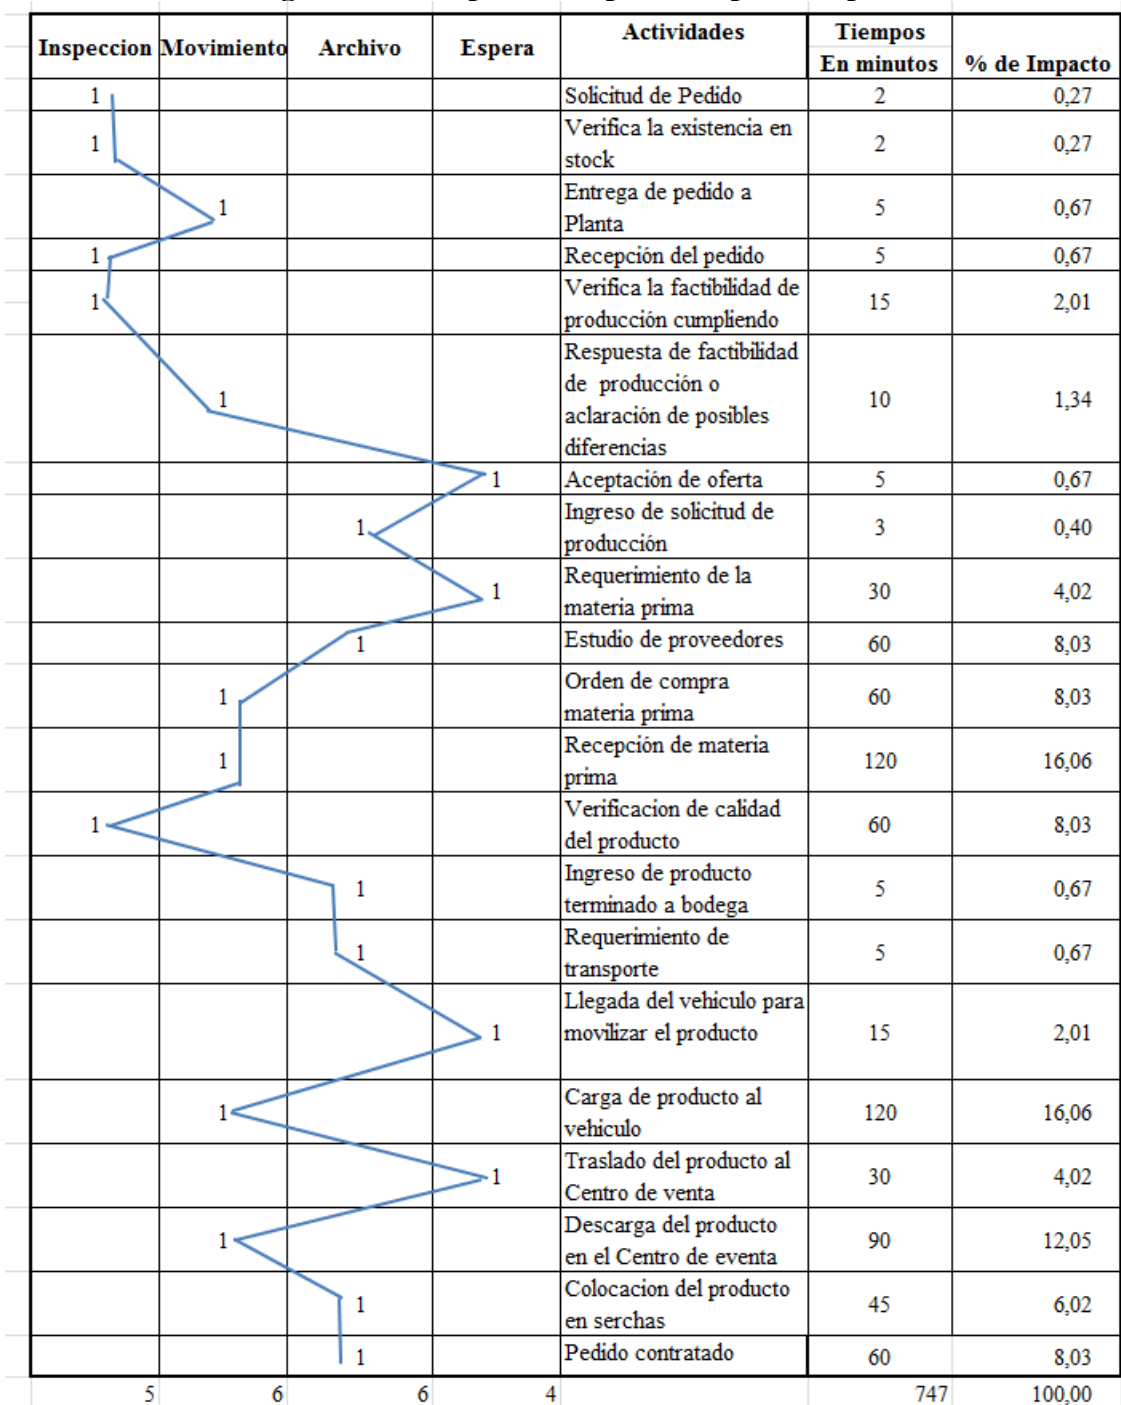 Inspeccion Movimiento Archivo Espera Actividades Tiempos
En minutos % de Impacto
1 Solicitud de Pedido 2 0,27
1 Verifica la existencia en
stock 2 0,27
1 Entrega de pedido a
Planta 5 0,67
1 Recepción del pedido 5 0,67
1 Verifica la factibilidad de
producción cumpliendo 15 2,01
1 Respuesta de factibilidad
de producción o
aclaración de posibles
diferencias 10 1,34
1 Aceptación de oferta 5 0,67
1 Ingreso de solicitud de
producción 3 0,40
1 Requerimiento de la
materia prima 30 4,02
1 Estudio de proveedores 60 8,03
1 Orden de compra
materia prima 60 8,03
1 Recepción de materia
prima 120 16,06
1 Verificacion de calidad
del producto 60 8,03
1 Ingreso de producto
terminado a bodega 5 0,67
1 Requerimiento de
transporte 5 0,67
1 Llegada del vehiculo para
movilizar el producto 15 2,01
1 Carga de producto al
vehiculo 120 16,06
1 Traslado del producto al
Centro de venta 30 4,02
1 Descarga del producto
en el Centro de eventa 90 12,05
1 Colocacion del producto
en serchas 45 6,02
1 Pedido contratado 60 8,03
5 6 6 4 747 100,00